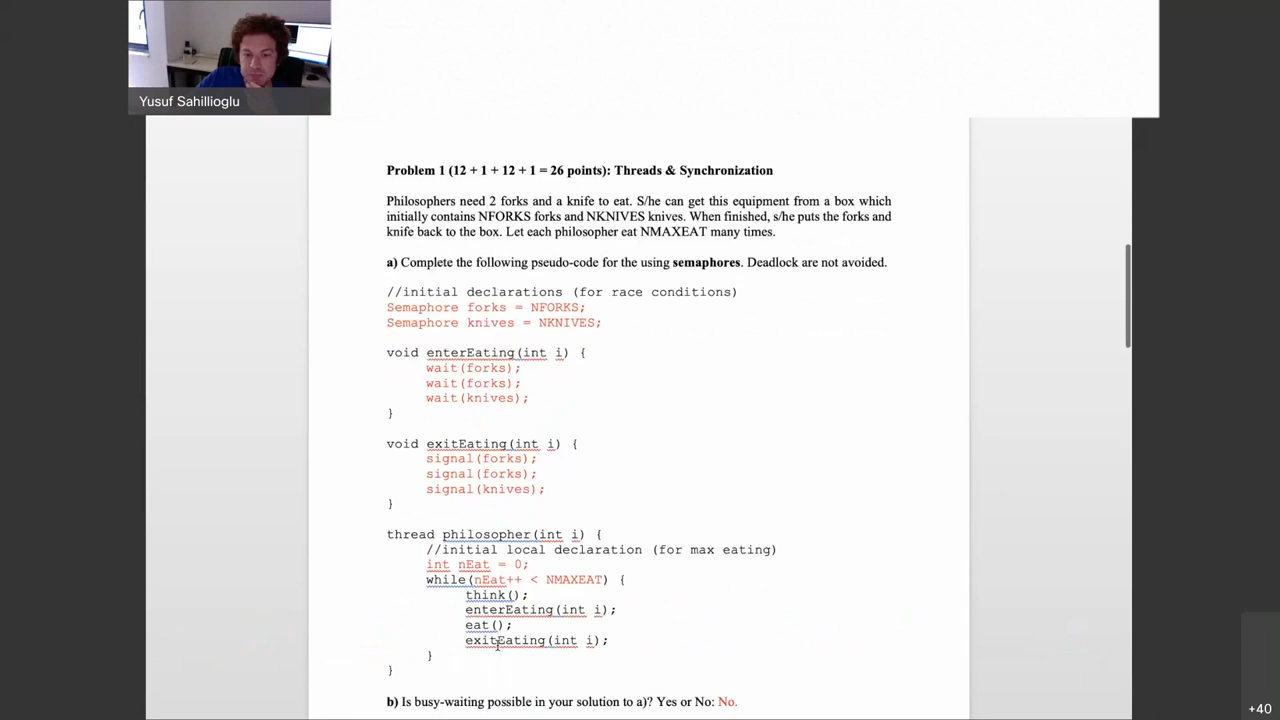 Yusuf Sahillioglu
Problem 1 (12 + 1 + 12 + 1 = 26 points): Threads & Synchronization
Philosophers need 2 forks and a knife to eat. S/he can get this equipment from a box which
initially contains NFORKS forks and NKNIVES knives. When finished, s/he puts the forks and
knife back to the box. Let each philosopher eat NMAXEAT many times.
a) Complete the following pseudo-code for the using semaphores. Deadlock are not avoided.
//initial declarations (for race conditions)
Semaphore forks = NFORKS;
Semaphore knives = NKNIVES;
void enterEating(int i) {
wait(forks);
wait(forks);
wait(knives);
}
void exitEating(int i) {
signal(forks);
signal(forks);
signal(knives);
}
thread philosopher(int i) {
//initial local declaration (for max eating)
int nEat = 0;
while(nEat++ < NMAXEAT) {
think();
enterEating(int i);
eat();
exitEating(int i);
}
}
b) Is busy-waiting possible in your solution to a)? Yes or No: No.
+40